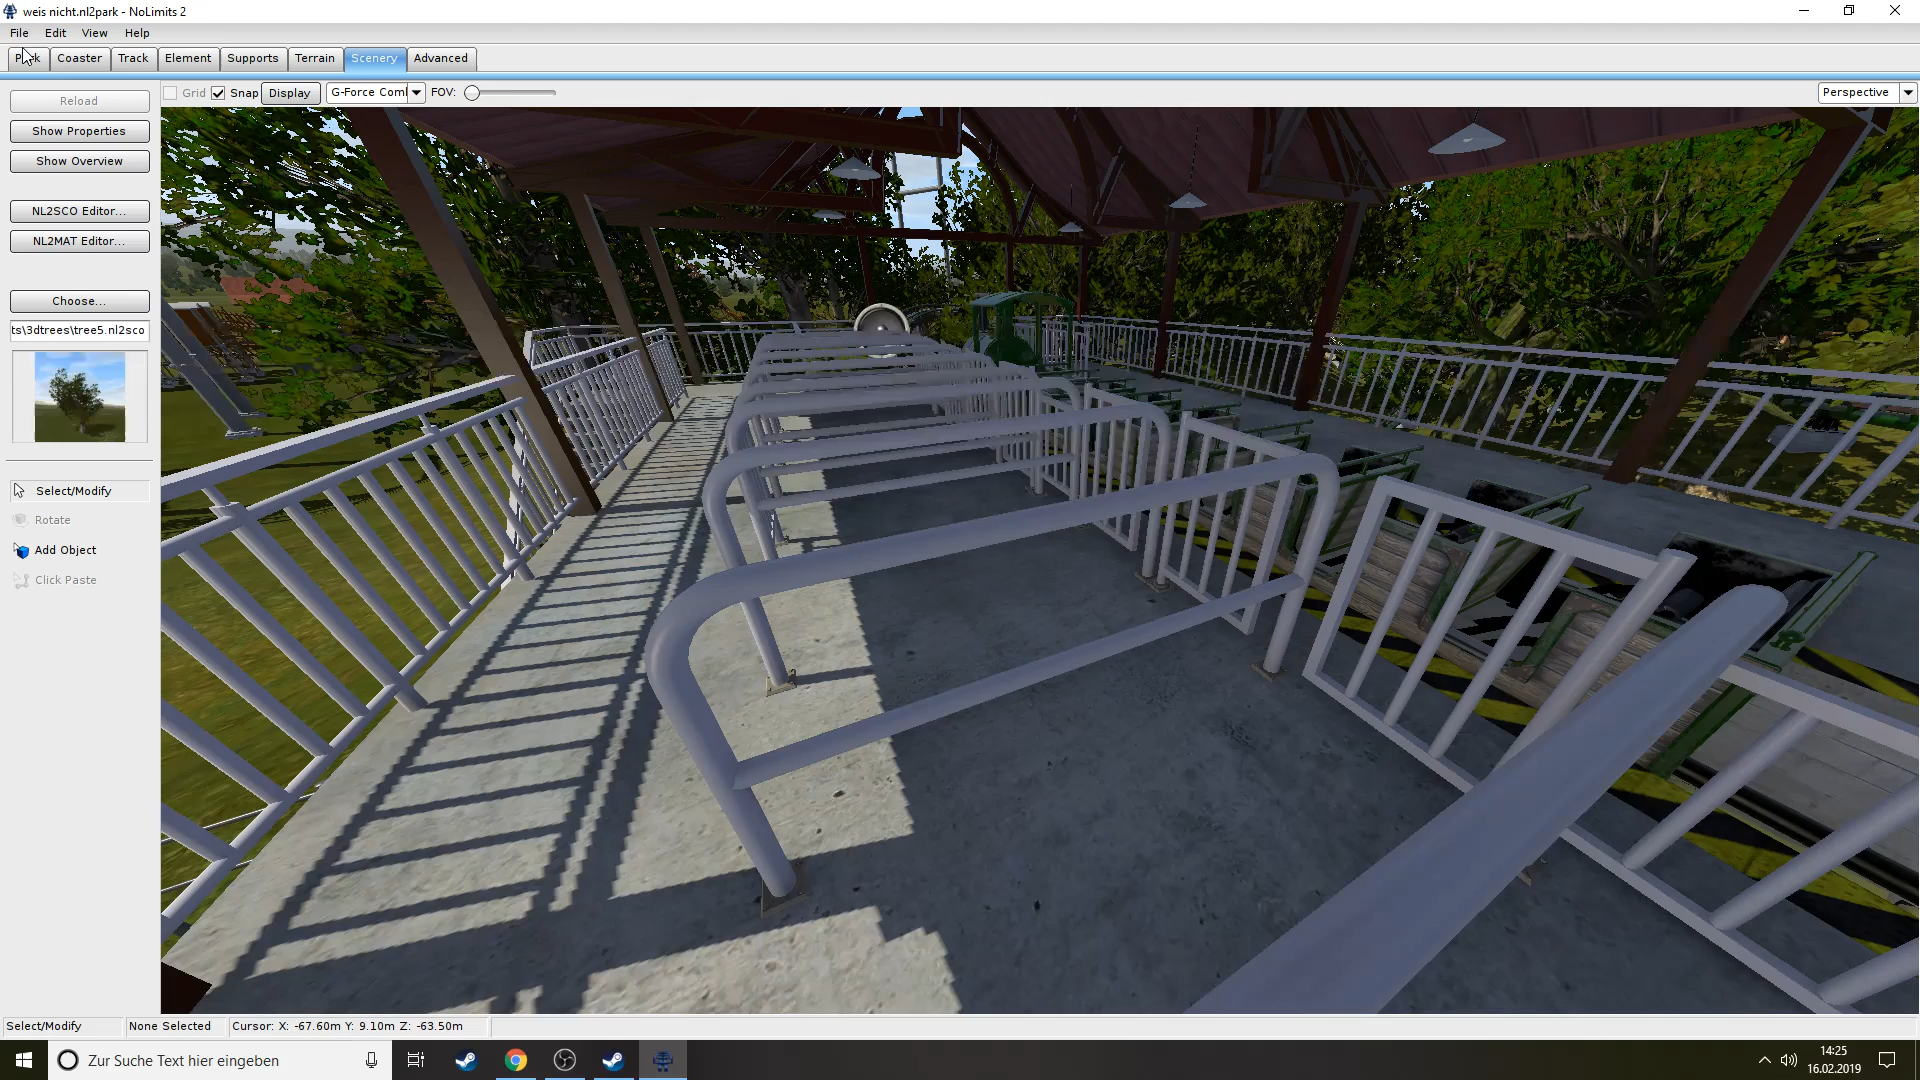 weis nicht.nl2park - NoLimits 2
File Edit View Help
Coaster Track Element Supports Terrain Scenery Advanced
Reload Grid Snap Display G-Force FOV: Perspective
Show Properties
Show Overview
NL2SCO Editor...
NL2MAT Editor...
Choose...
ts\3dtrees\tree5.nl2sco
Select/Modify
Rotate
Add Object
Click Paste
Select/Modify None Selected Cursor: X: -67.60m Y: 9.10m Z: -63.50m
Zur Suche Text hier eingeben
14:25
16.02.2019